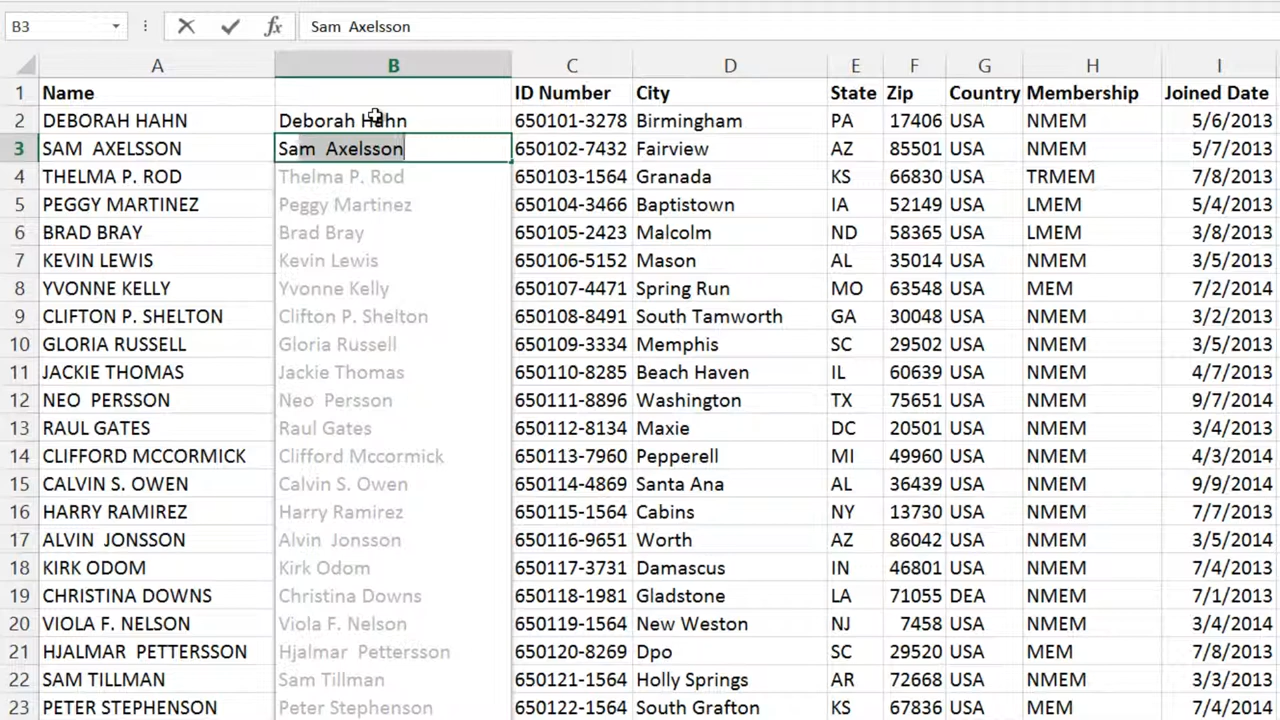 B3 fx Sam  Axelsson
A B C D E F G H I
1 Name ID Number City State Zip Country Membership Joined Date
2 DEBORAH HAHN Deborah Hahn 650101-3278 Birmingham PA 17406 USA NMEM 5/6/2013
3 SAM  AXELSSON Sam  Axelsson 650102-7432 Fairview AZ 85501 USA NMEM 5/7/2013
4 THELMA P. ROD Thelma P. Rod 650103-1564 Granada KS 66830 USA TRMEM 7/8/2013
5 PEGGY MARTINEZ Peggy Martinez 650104-3466 Baptistown IA 52149 USA LMEM 5/4/2013
6 BRAD BRAY Brad Bray 650105-2423 Malcolm ND 58365 USA LMEM 3/8/2013
7 KEVIN LEWIS Kevin Lewis 650106-5152 Mason AL 35014 USA NMEM 3/5/2013
8 YVONNE KELLY Yvonne Kelly 650107-4471 Spring Run MO 63548 USA MEM 7/2/2014
9 CLIFTON P. SHELTON Clifton P. Shelton 650108-8491 South Tamworth GA 30048 USA NMEM 3/2/2013
10 GLORIA RUSSELL Gloria Russell 650109-3334 Memphis SC 29502 USA NMEM 3/5/2013
11 JACKIE THOMAS Jackie Thomas 650110-8285 Beach Haven IL 60639 USA NMEM 4/7/2013
12 NEO  PERSSON Neo  Persson 650111-8896 Washington TX 75651 USA NMEM 9/7/2014
13 RAUL GATES Raul Gates 650112-8134 Maxie DC 20501 USA NMEM 3/4/2013
14 CLIFFORD MCCORMICK Clifford Mccormick 650113-7960 Pepperell MI 49960 USA NMEM 4/3/2014
15 CALVIN S. OWEN Calvin S. Owen 650114-4869 Santa Ana AL 36439 USA NMEM 9/9/2014
16 HARRY RAMIREZ Harry Ramirez 650115-1564 Cabins NY 13730 USA NMEM 7/7/2013
17 ALVIN  JONSSON Alvin  Jonsson 650116-9651 Worth AZ 86042 USA NMEM 3/5/2014
18 KIRK ODOM Kirk Odom 650117-3731 Damascus IN 46801 USA NMEM 7/4/2013
19 CHRISTINA DOWNS Christina Downs 650118-1981 Gladstone LA 71055 DEA NMEM 7/1/2013
20 VIOLA F. NELSON Viola F. Nelson 650119-1564 New Weston NJ 7458 USA NMEM 3/4/2014
21 HJALMAR  PETTERSSON Hjalmar  Pettersson 650120-8269 Dpo SC 29520 USA MEM 7/8/2013
22 SAM TILLMAN Sam Tillman 650121-1564 Holly Springs AR 72668 USA NMEM 3/3/2013
23 PETER STEPHENSON Peter Stephenson 650122-1564 South Grafton KS 67836 USA NMEM 7/4/2014